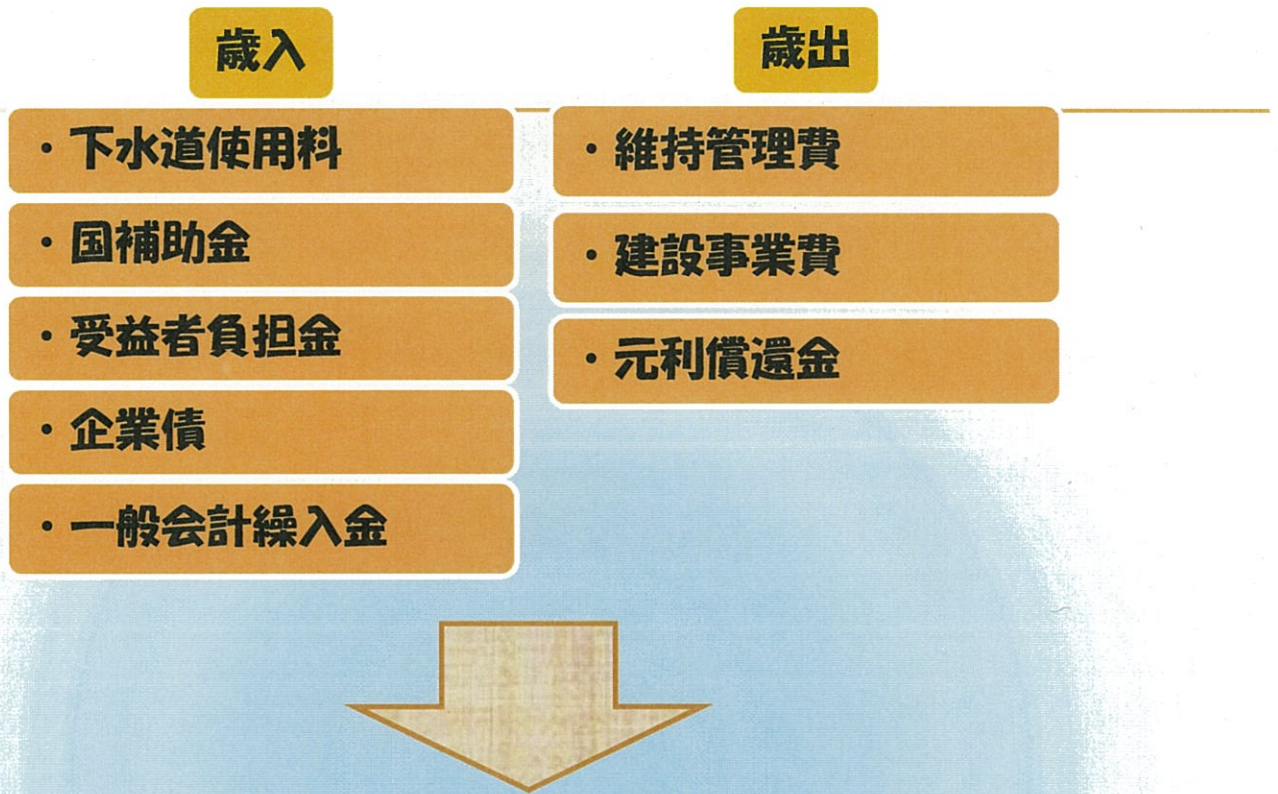 歳入
・下水道使用料
・国補助金
・受益者負担金
・企業債
・一般会計繰入金
歳出
・維持管理費
・建設事業費
・元利償還金